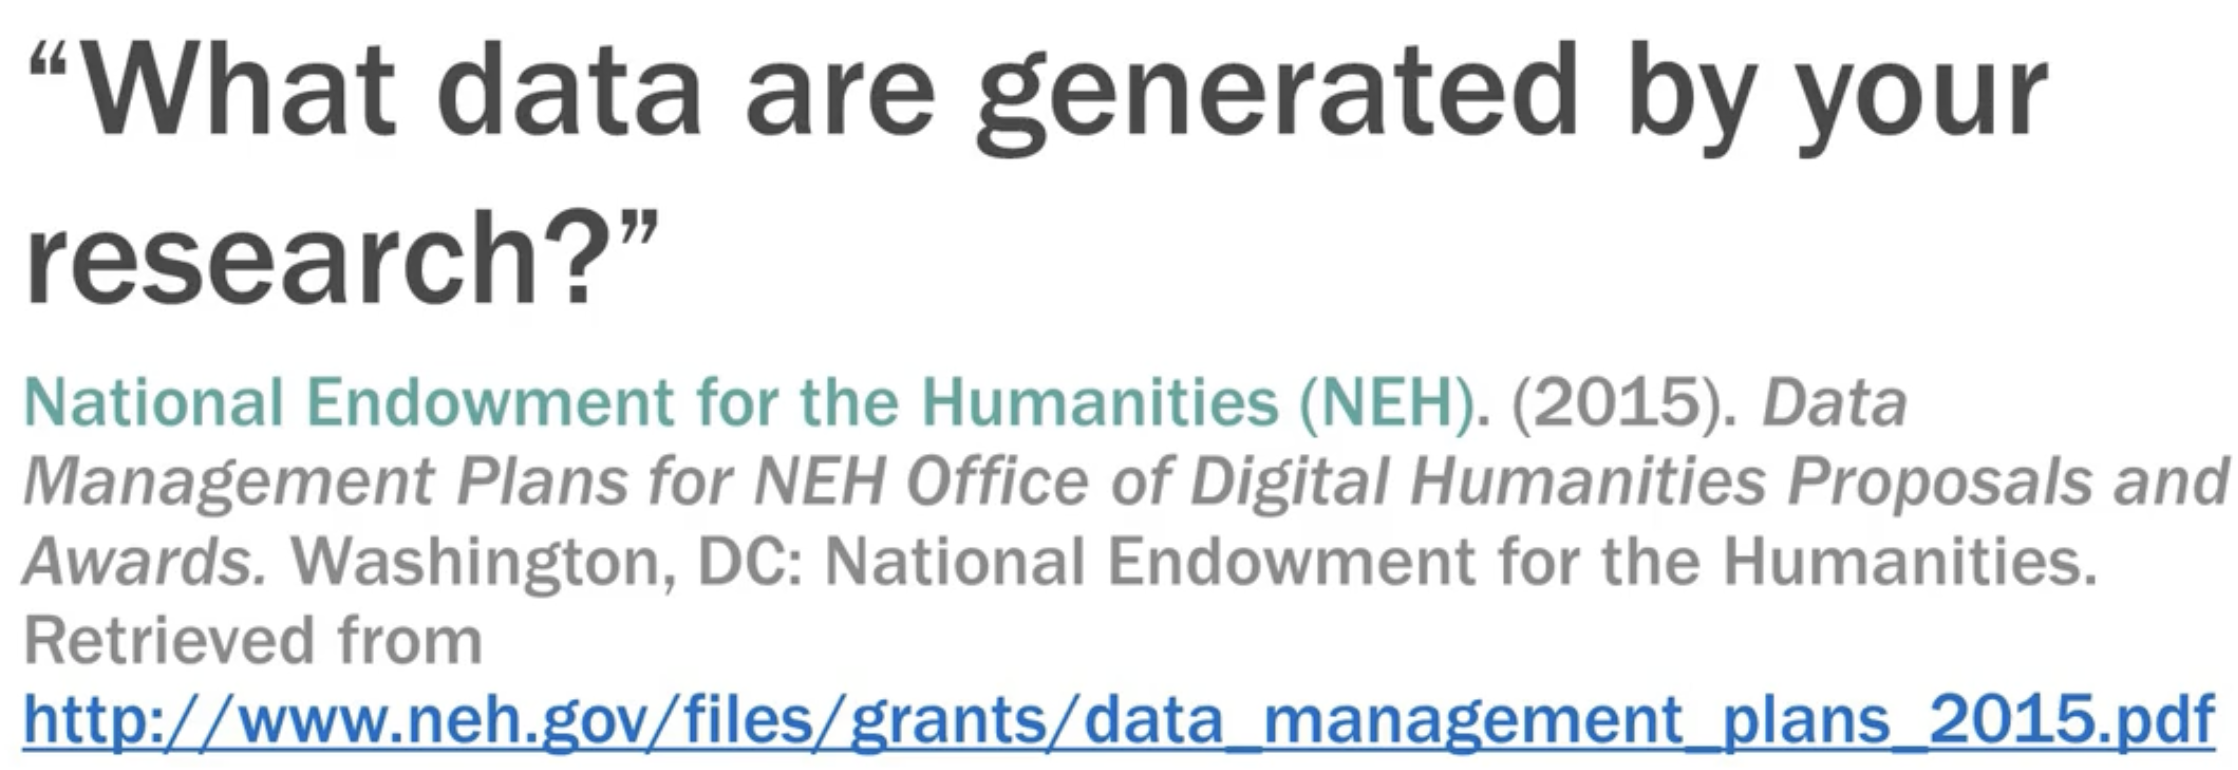 “What data are generated by your
research?”
National Endowment for the Humanities (NEH). (2015). Data
Management Plans for NEH Office of Digital Humanities Proposals and
Awards. Washington, DC: National Endowment for the Humanities.
Retrieved from
http://www.neh.gov/files/grants/data_management_plans_2015.pdf